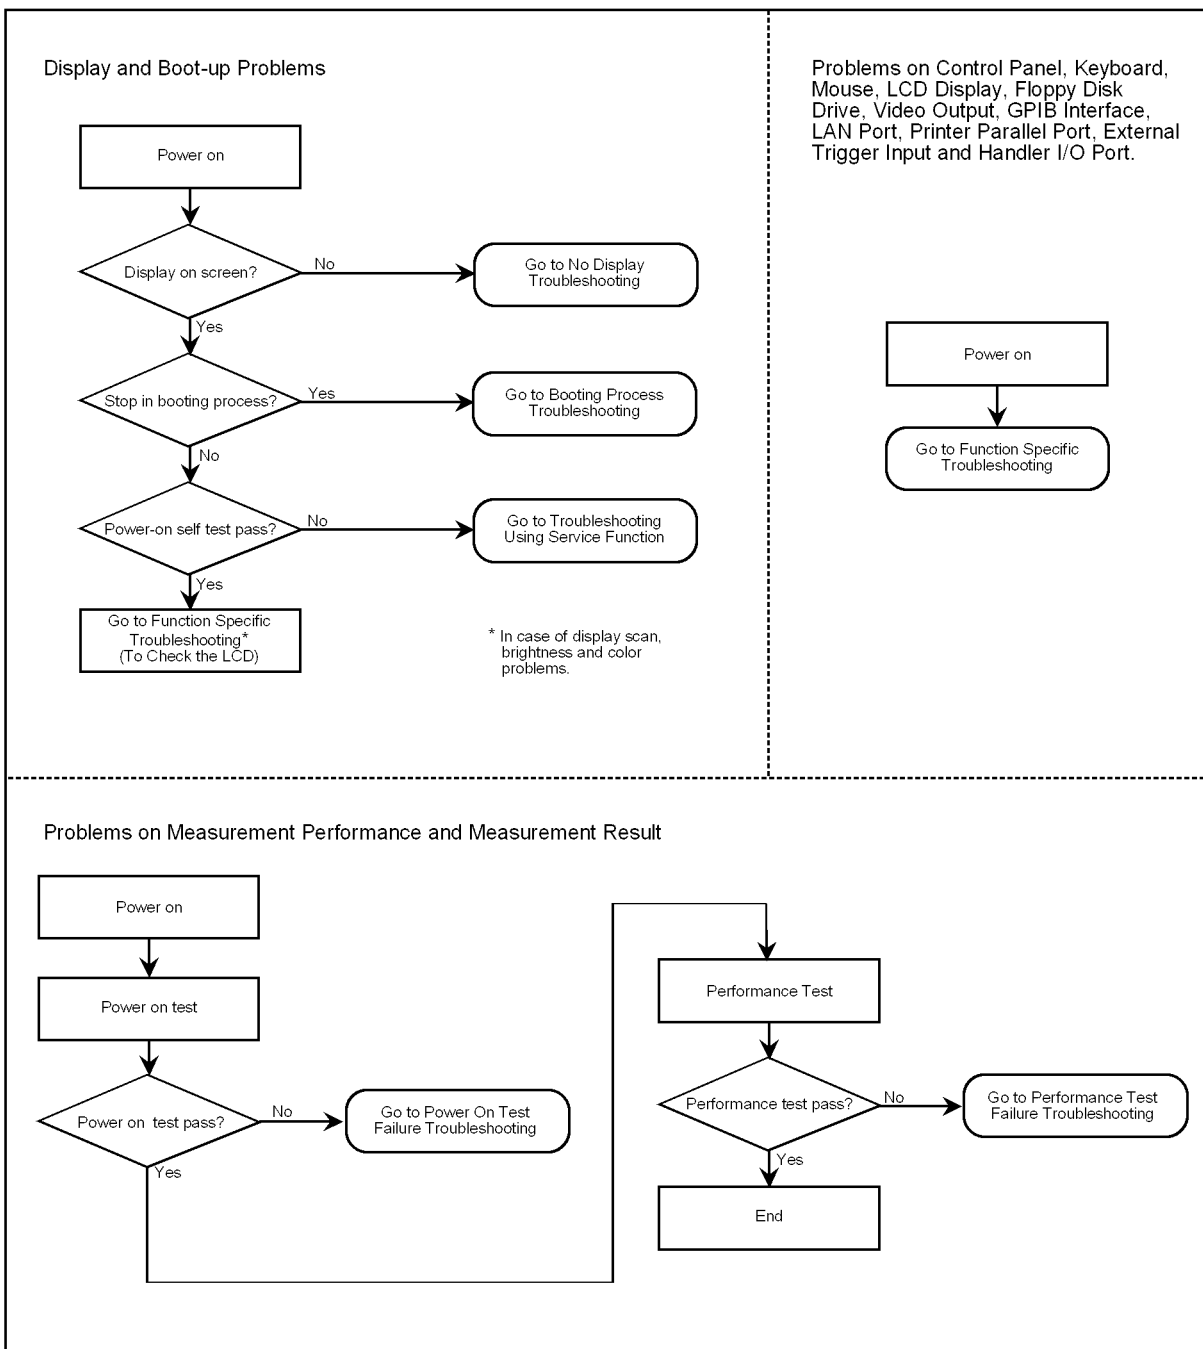 Display and Boot-up Problems
Power on
Display on screen?
No
Go to No Display
Troubleshooting
Yes
Stop in booting process?
Yes
Go to Booting Process
Troubleshooting
No
Power-on self test pass?
No
Go to Troubleshooting
Using Service Function
Yes
Go to Function Specific
Troubleshooting*
(To Check the LCD)
* In case of display scan,
brightness and color
problems.
Problems on Control Panel, Keyboard,
Mouse, LCD Display, Floppy Disk
Drive, Video Output, GPIB Interface,
LAN Port, Printer Parallel Port, External
Trigger Input and Handler I/O Port.
Power on
Go to Function Specific
Troubleshooting
Problems on Measurement Performance and Measurement Result
Power on
Power on test
Power on test pass?
No
Go to Power On Test
Failure Troubleshooting
Yes
Performance Test
Performance test pass?
No
Go to Performance Test
Failure Troubleshooting
Yes
End